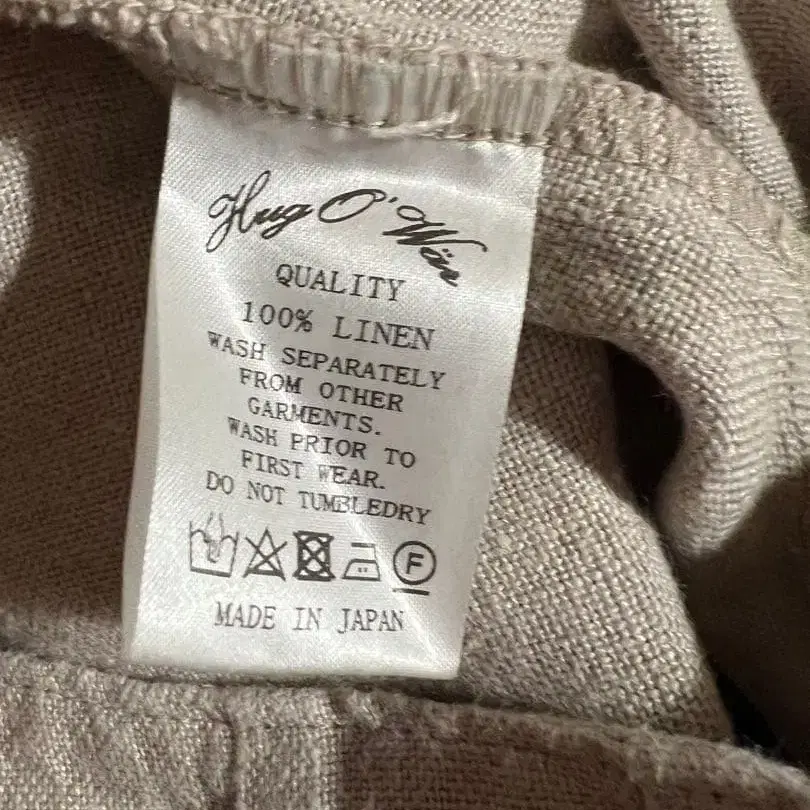 Hug O' Wär
QUALITY
100% LINEN
WASH SEPARATELY
FROM OTHER
GARMENTS.
WASH PRIOR TO
FIRST WEAR.
DO NOT TUMBLEDRY
F
MADE IN JAPAN